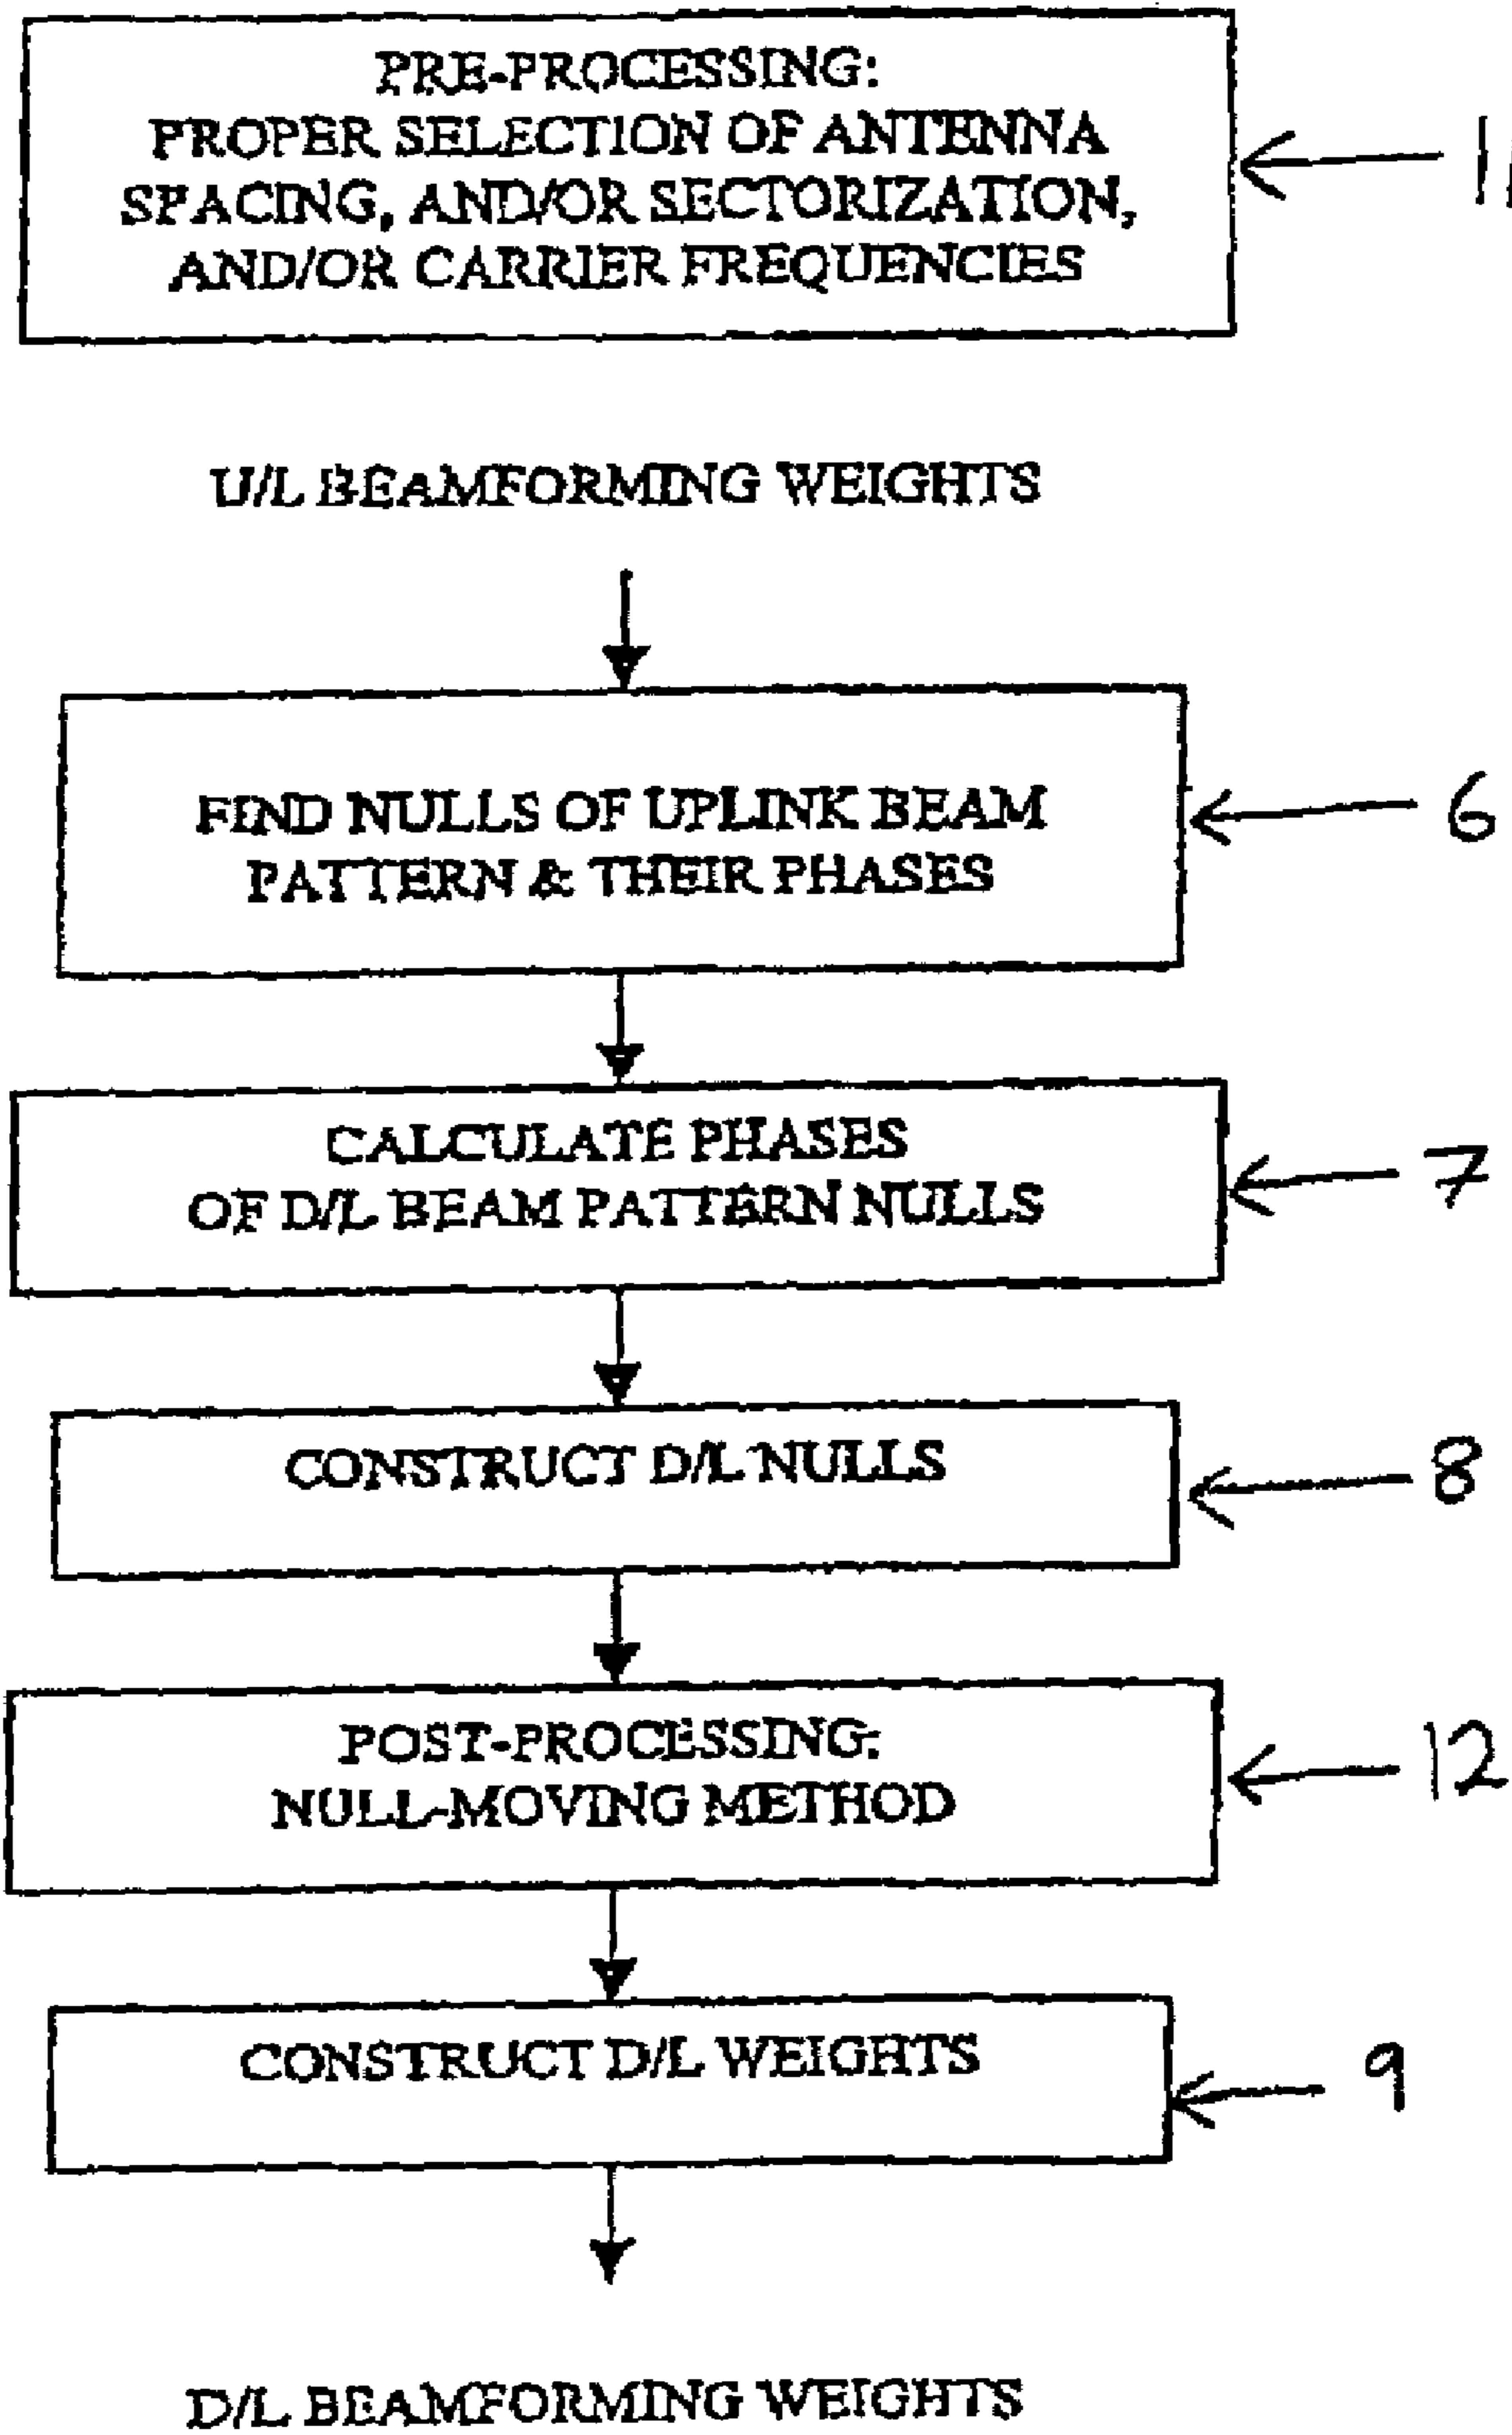 PRE-PROCESSING:
PROPER SELECTION OF ANTENNA
SPACING, AND/OR SECTORIZATION,
AND/OR CARRIER FREQUENCIES
11
U/L BEAMFORMING WEIGHTS
FIND NULLS OF UPLINK BEAM
PATTERN & THEIR PHASES
6
CALCULATE PHASES
OF D/L BEAM PATTERN NULLS
7
CONSTRUCT D/L NULLS
8
POST-PROCESSING:
NULL-MOVING METHOD
12
CONSTRUCT D/L WEIGHTS
9
D/L BEAMFORMING WEIGHTS